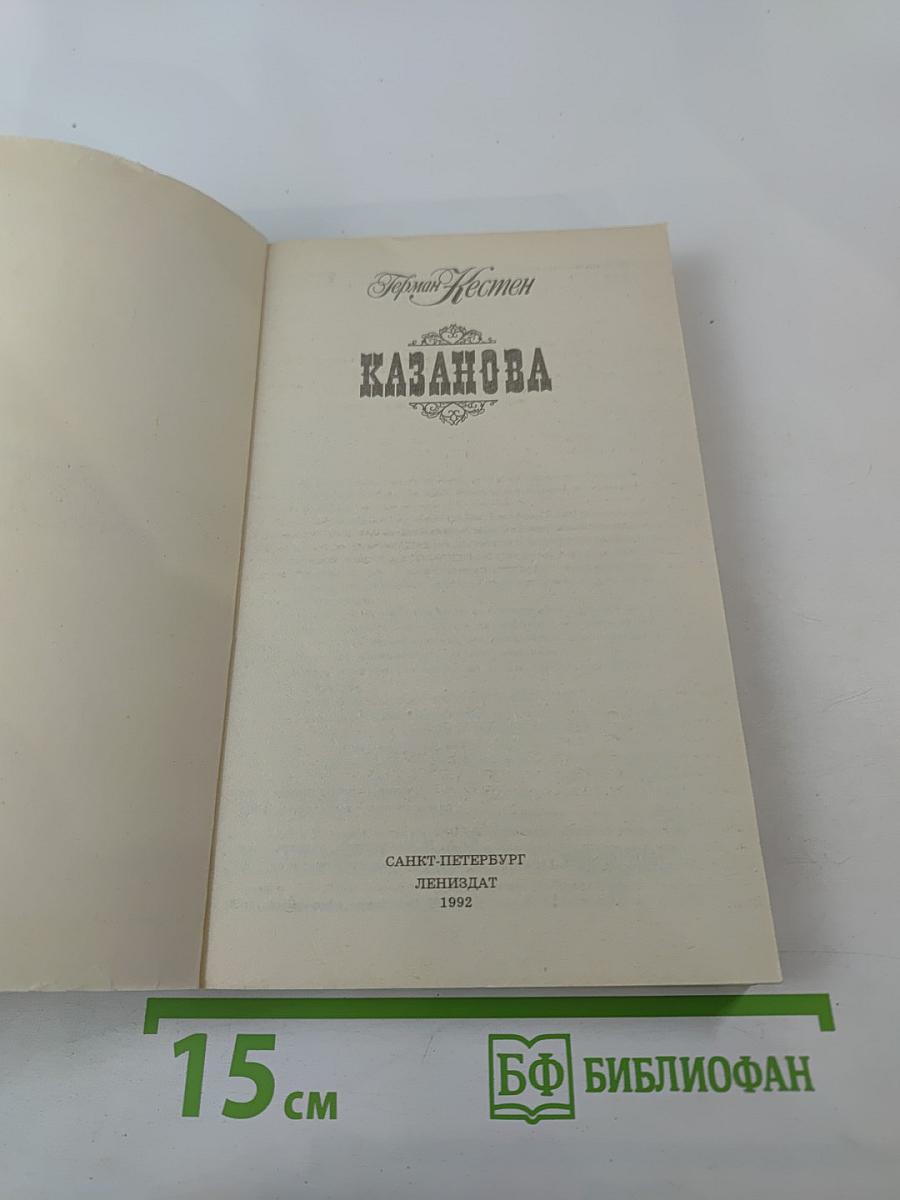 Герман Кестен
КАЗАНОВА
САНКТ-ПЕТЕРБУРГ
ЛЕНИЗДАТ
1992
15 см
БФ БИБЛИОФАН